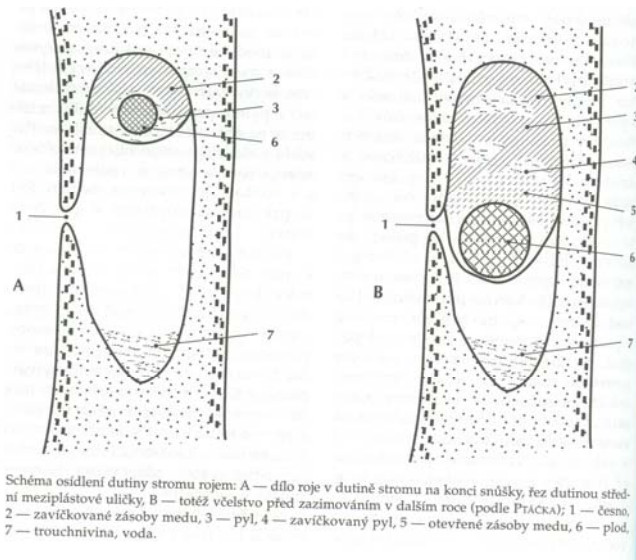 2
3
6
1
A
7
2
3
4
5
1
6
B
7
Schéma osídlení dutiny stromu rojem: A — dílo roje v dutině stromu na konci snůšky, řez dutinou střed-
ní meziplástové uličky, B — totéž včelstvo před zazimováním v dalším roce (podle PTÁČKA); 1 — česno,
2 — zavíčkované zásoby medu, 3 — pyl, 4 — zavíčkovaný pyl, 5 — otevřené zásoby medu, 6 — plod,
7 — trouchnivina, voda.